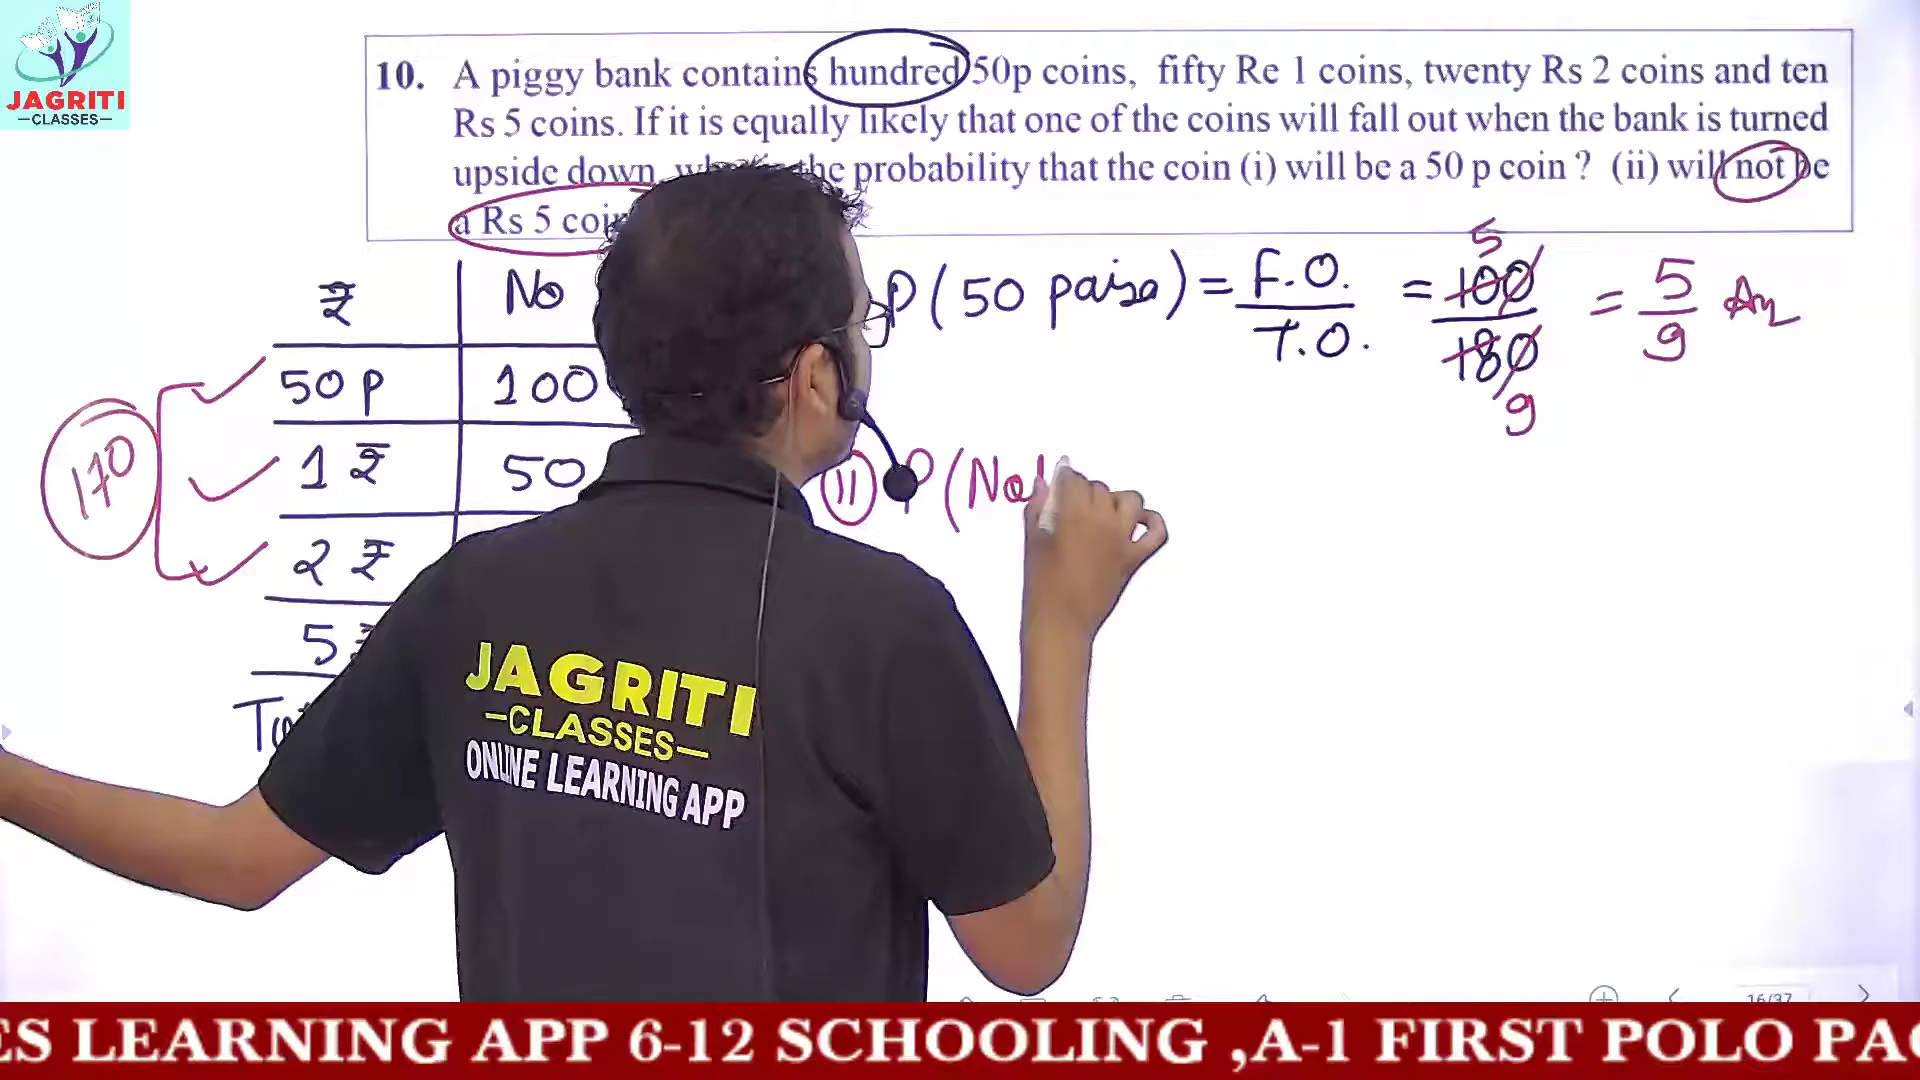 JAGRITI
CLASSES
10. A piggy bank contains hundred 50p coins, fifty Re 1 coins, twenty Rs 2 coins and ten
Rs 5 coins. If it is equally likely that one of the coins will fall out when the bank is turned
upside down, the probability that the coin (i) will be a 50 p coin ? (ii) will not be
a Rs 5
₹ No
50 p 100
1 ₹ 50
2 ₹
5 ₹
170
P(50 paisa) = F.O. / T.O. = 100 / 180 = 5 / 9 Ans
5
9
(ii) P(Not
JAGRITI
–CLASSES–
ONLINE LEARNING APP
16/37
ES LEARNING APP 6-12 SCHOOLING ,A-1 FIRST POLO